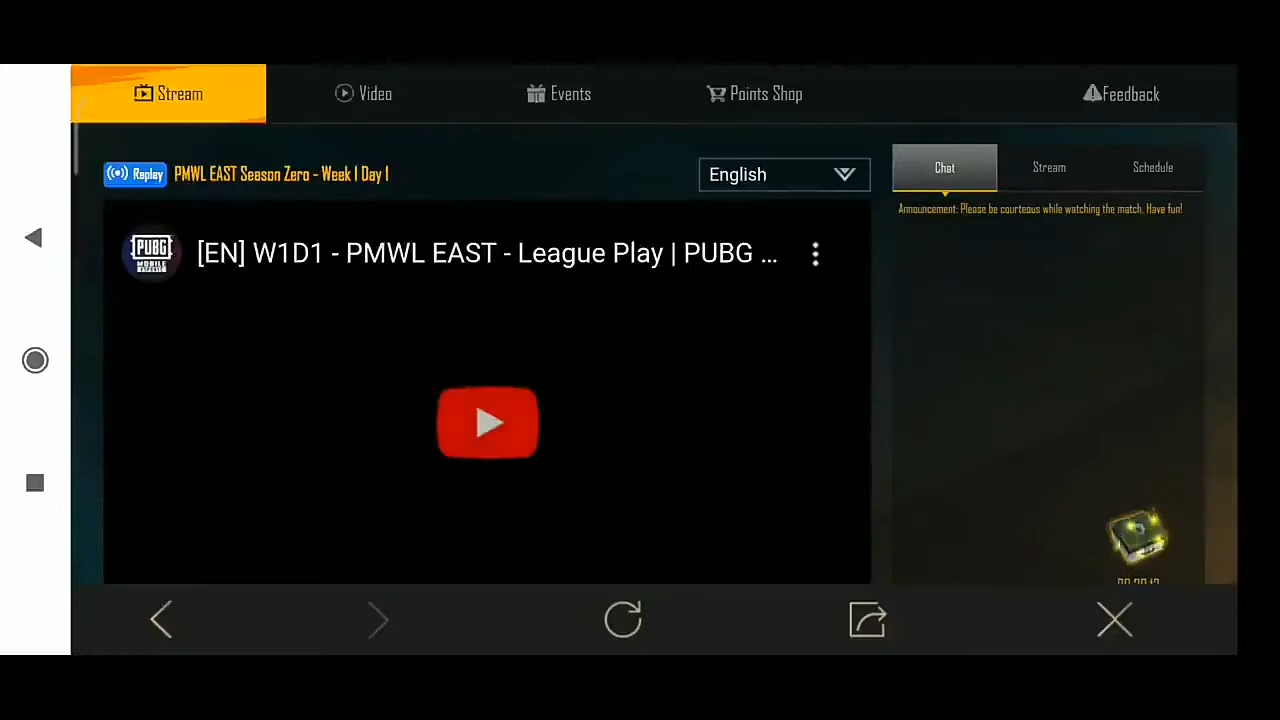 Stream
Video
Events
Points Shop
Feedback
Replay
PMWL EAST Season Zero - Week 1 Day 1
English
Chat
Stream
Schedule
Announcement: Please be courteous while watching the match. Have fun!
PUBG
MOBILE
[EN] W1D1 - PMWL EAST - League Play | PUBG ...